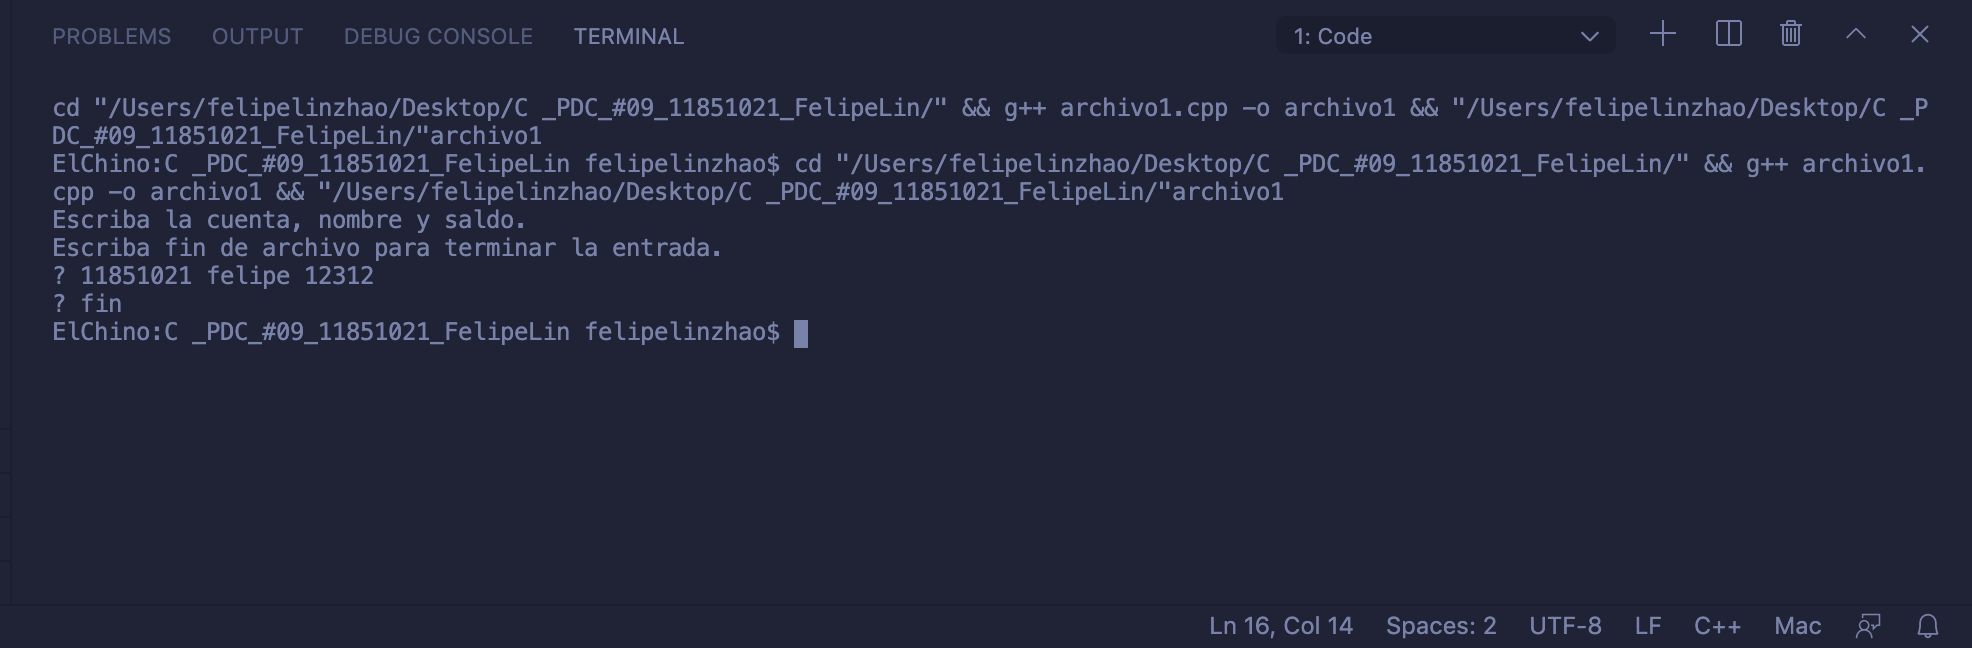 PROBLEMS OUTPUT DEBUG CONSOLE TERMINAL 1: Code
cd "/Users/felipelinzhao/Desktop/C _PDC_#09_11851021_FelipeLin/" && g++ archivo1.cpp -o archivo1 && "/Users/felipelinzhao/Desktop/C _P
DC_#09_11851021_FelipeLin/"archivo1
ElChino:C _PDC_#09_11851021_FelipeLin felipelinzhao$ cd "/Users/felipelinzhao/Desktop/C _PDC_#09_11851021_FelipeLin/" && g++ archivo1.
cpp -o archivo1 && "/Users/felipelinzhao/Desktop/C _PDC_#09_11851021_FelipeLin/"archivo1
Escriba la cuenta, nombre y saldo.
Escriba fin de archivo para terminar la entrada.
? 11851021 felipe 12312
? fin
ElChino:C _PDC_#09_11851021_FelipeLin felipelinzhao$
Ln 16, Col 14 Spaces: 2 UTF-8 LF C++ Mac